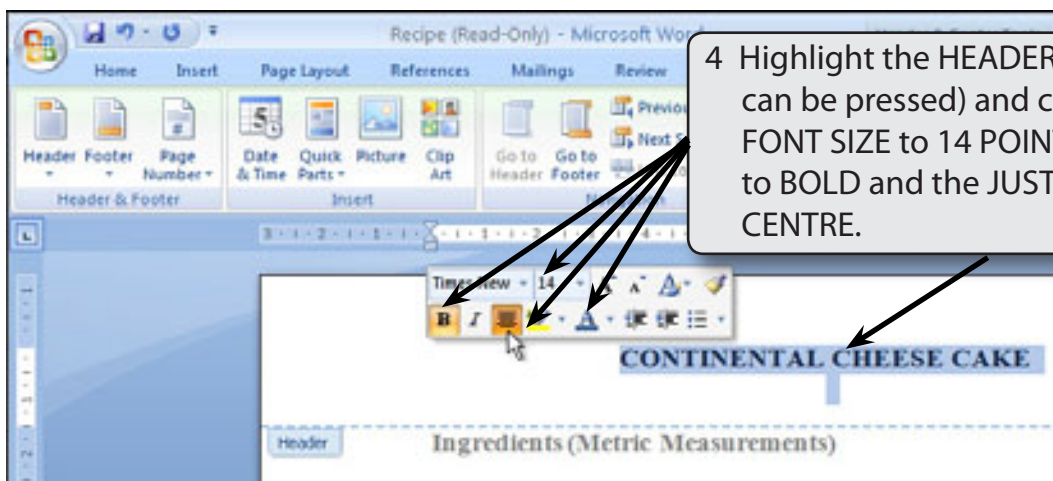 Recipe (Read-Only) - Microsoft Word
Home Insert Page Layout References Mailings Review
4 Highlight the HEADER
can be pressed) and c
FONT SIZE to 14 POIN
to BOLD and the JUST
CENTRE.
Header Footer Page Number
Date & Time Quick Parts Picture Clip Art
Go to Header Go to Footer
Header & Footer Insert
Times New 14
B I
CONTINENTAL CHEESE CAKE
Header
Ingredients (Metric Measurements)